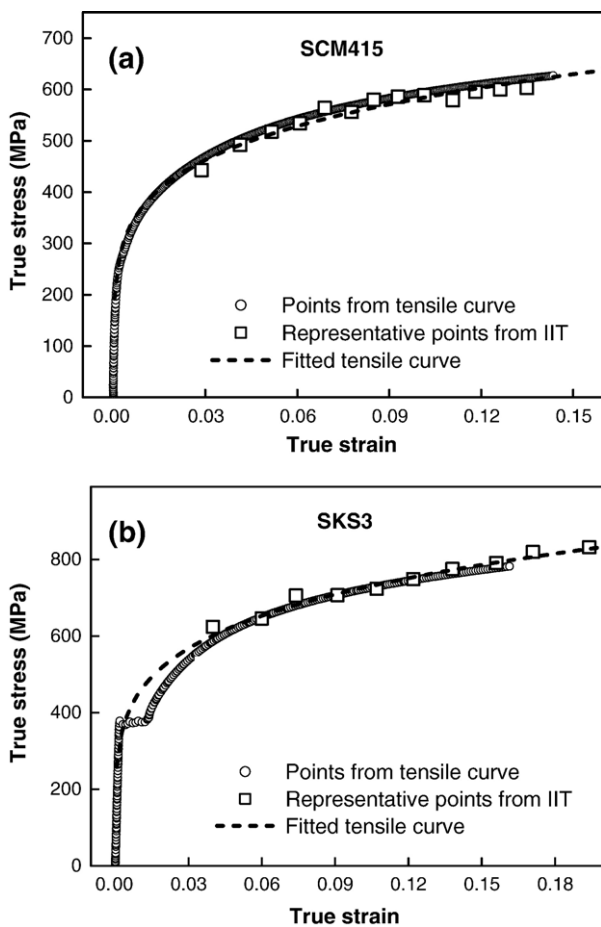 (a)
SCM415
True stress (MPa)
700
600
500
400
300
200
100
0
Points from tensile curve
Representative points from IIT
Fitted tensile curve
0.00 0.03 0.06 0.09 0.12 0.15
True strain
(b)
SKS3
True stress (MPa)
800
600
400
200
0
Points from tensile curve
Representative points from IIT
Fitted tensile curve
0.00 0.03 0.06 0.09 0.12 0.15 0.18
True strain